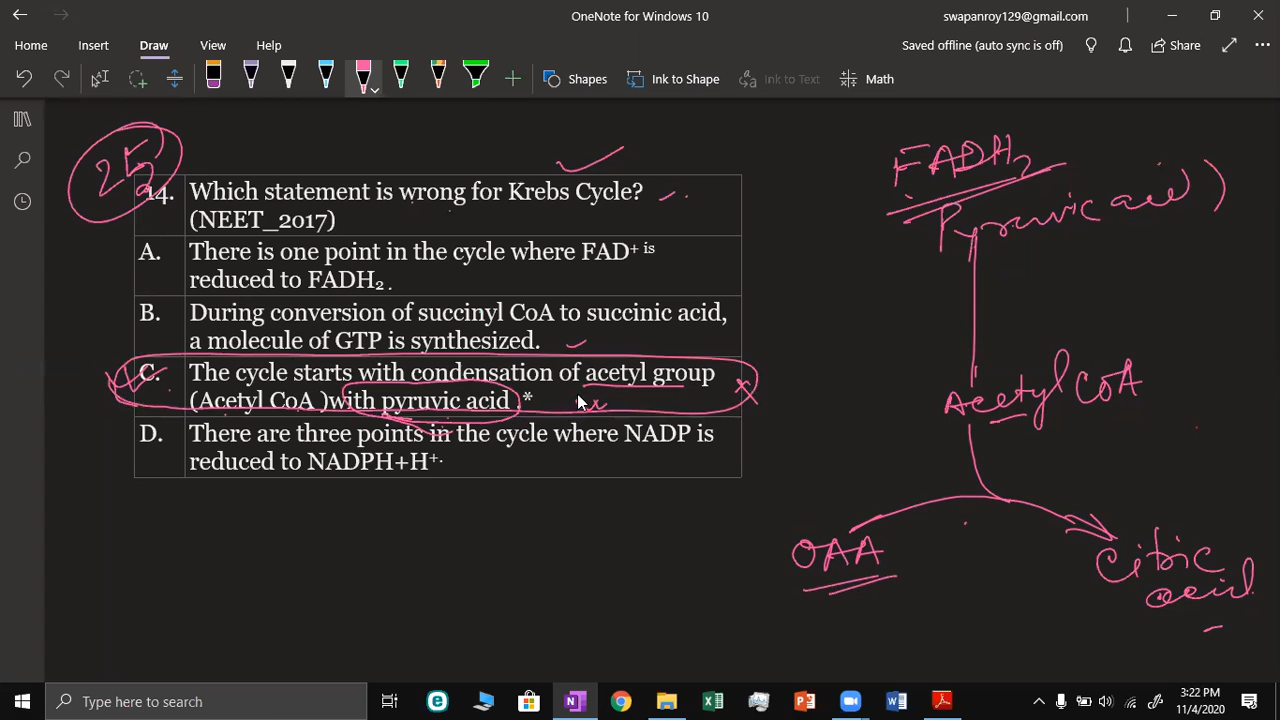 OneNote for Windows 10
swapanroy129@gmail.com
Home Insert Draw View Help
Saved offline (auto sync is off)
Share
Shapes
Ink to Shape
Ink to Text
Math
25
14. Which statement is wrong for Krebs Cycle?
(NEET_2017)
A. There is one point in the cycle where FAD+ is
reduced to FADH2 .
B. During conversion of succinyl CoA to succinic acid,
a molecule of GTP is synthesized.
C. The cycle starts with condensation of acetyl group
(Acetyl CoA )with pyruvic acid *
D. There are three points in the cycle where NADP is
reduced to NADPH+H+.
FADH2
Pyruvic acid)
Acetyl CoA
OAA
Citric
acid
Type here to search
3:22 PM
11/4/2020